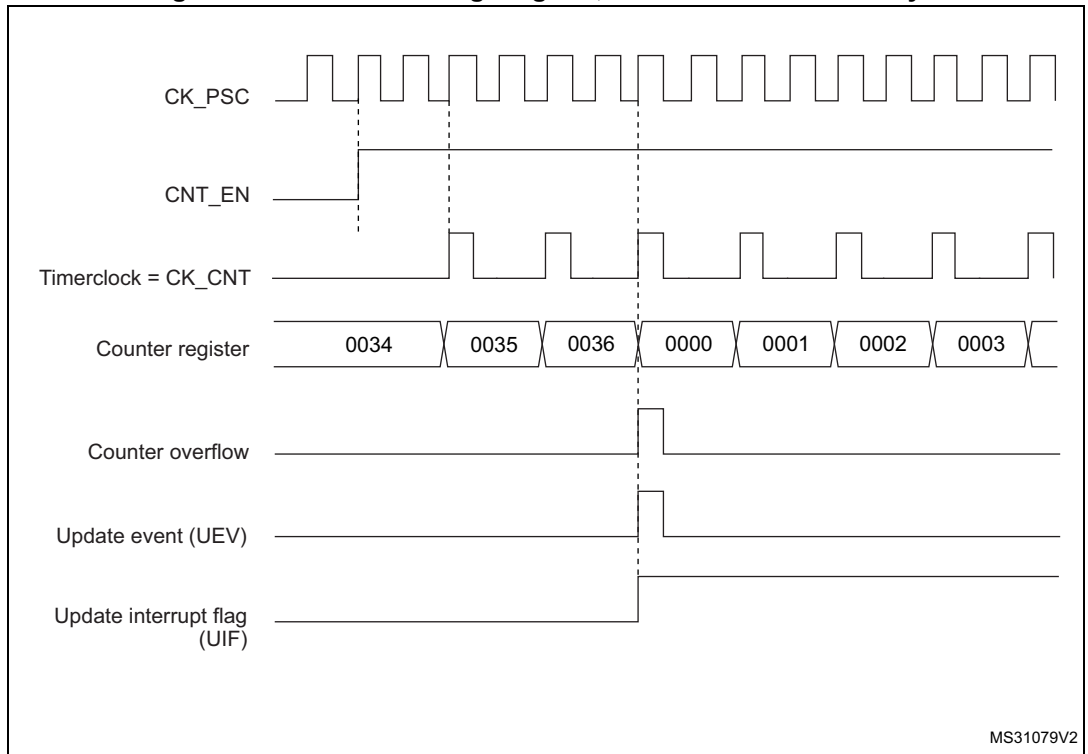 CK_PSC
CNT_EN
Timerclock = CK_CNT
Counter register 0034 0035 0036 0000 0001 0002 0003
Counter overflow
Update event (UEV)
Update interrupt flag
(UIF)
MS31079V2